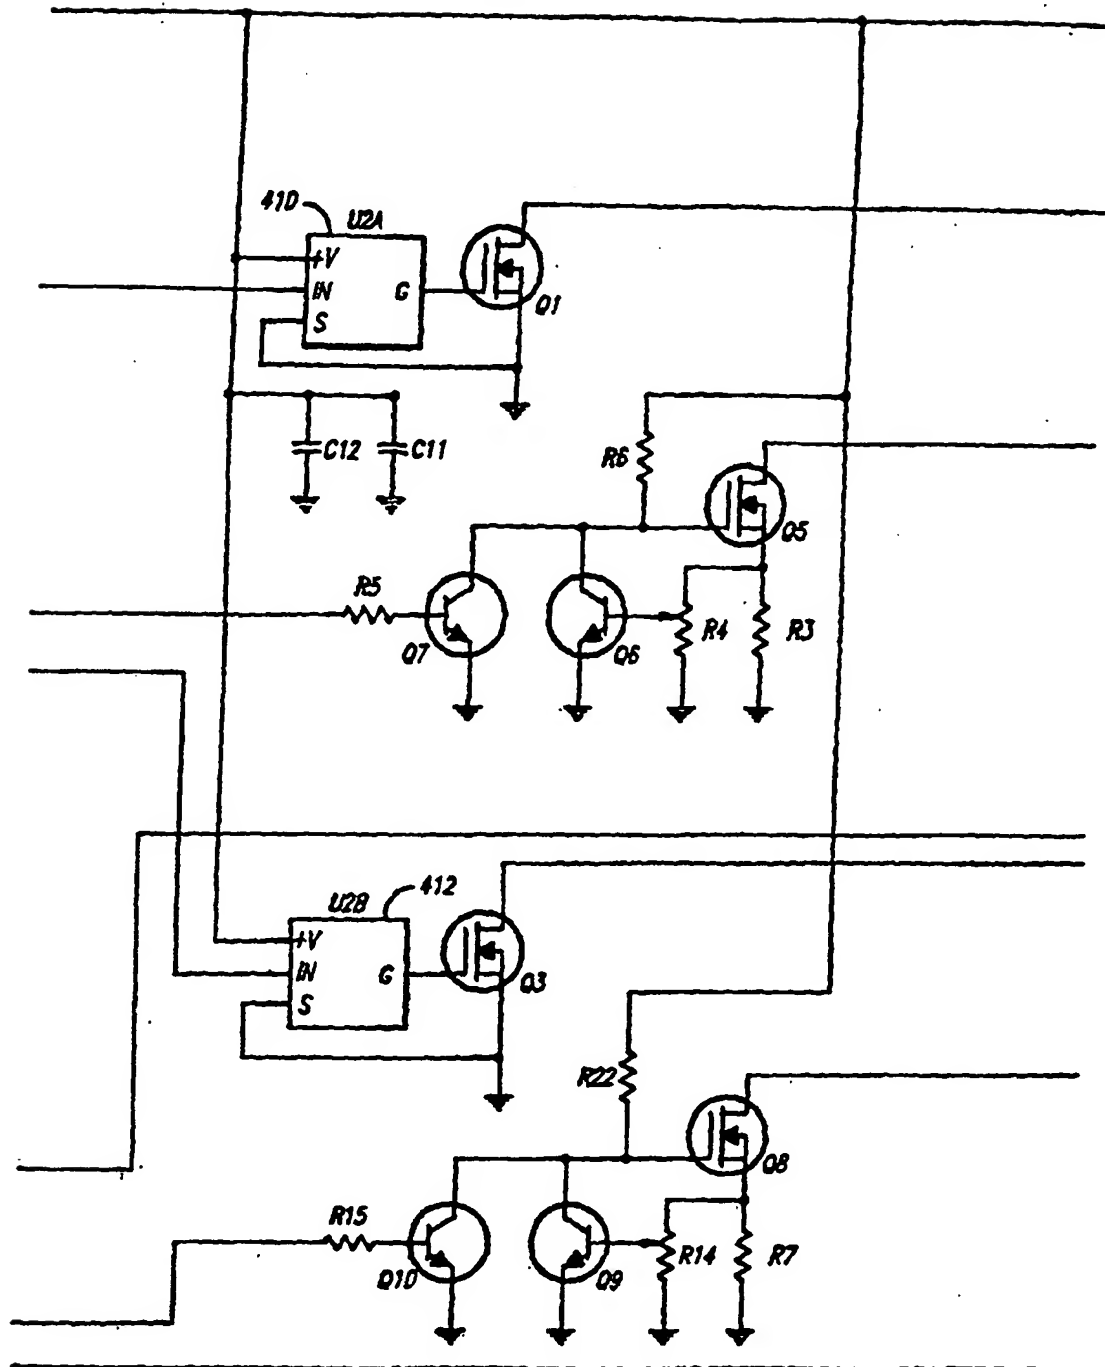 410
U2A
+V
IN
G
S
Q1
C12
C11
R6
Q5
R5
Q7
Q6
R4
R3
U2B
412
+V
IN
G
S
Q3
R22
Q8
R15
Q10
Q9
R14
R7